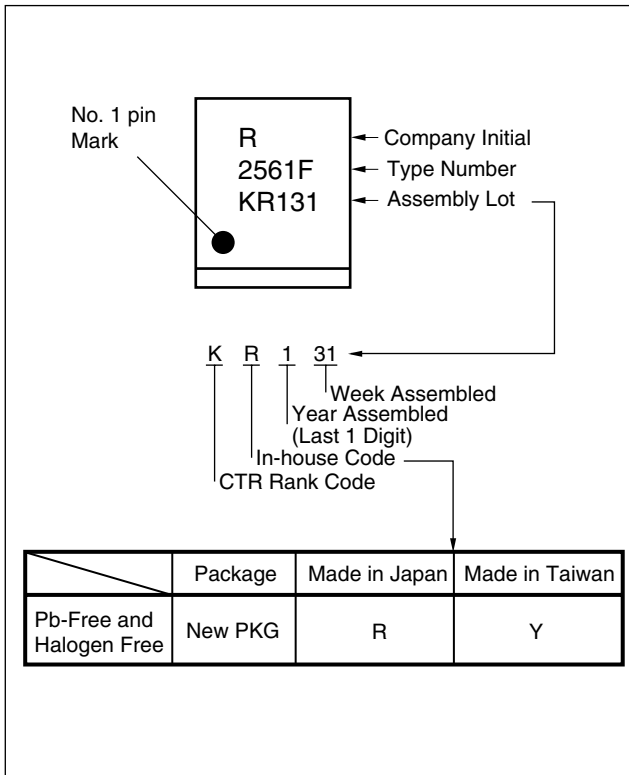 No. 1 pin
Mark
R
2561F
KR131
Company Initial
Type Number
Assembly Lot
K R 1 31
Week Assembled
Year Assembled
(Last 1 Digit)
In-house Code
CTR Rank Code
Package Made in Japan Made in Taiwan
Pb-Free and
Halogen Free
New PKG R Y